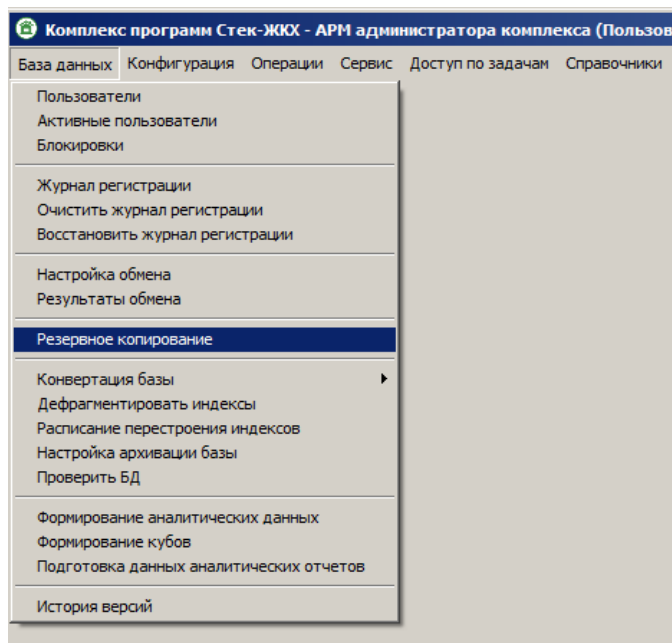 Комплекс программ Стек-ЖКХ - АРМ администратора комплекса (Пользов
База данных Конфигурация Операции Сервис Доступ по задачам Справочники
Пользователи
Активные пользователи
Блокировки
Журнал регистрации
Очистить журнал регистрации
Восстановить журнал регистрации
Настройка обмена
Результаты обмена
Резервное копирование
Конвертация базы
Дефрагментировать индексы
Расписание перестроения индексов
Настройка архивации базы
Проверить БД
Формирование аналитических данных
Формирование кубов
Подготовка данных аналитических отчетов
История версий